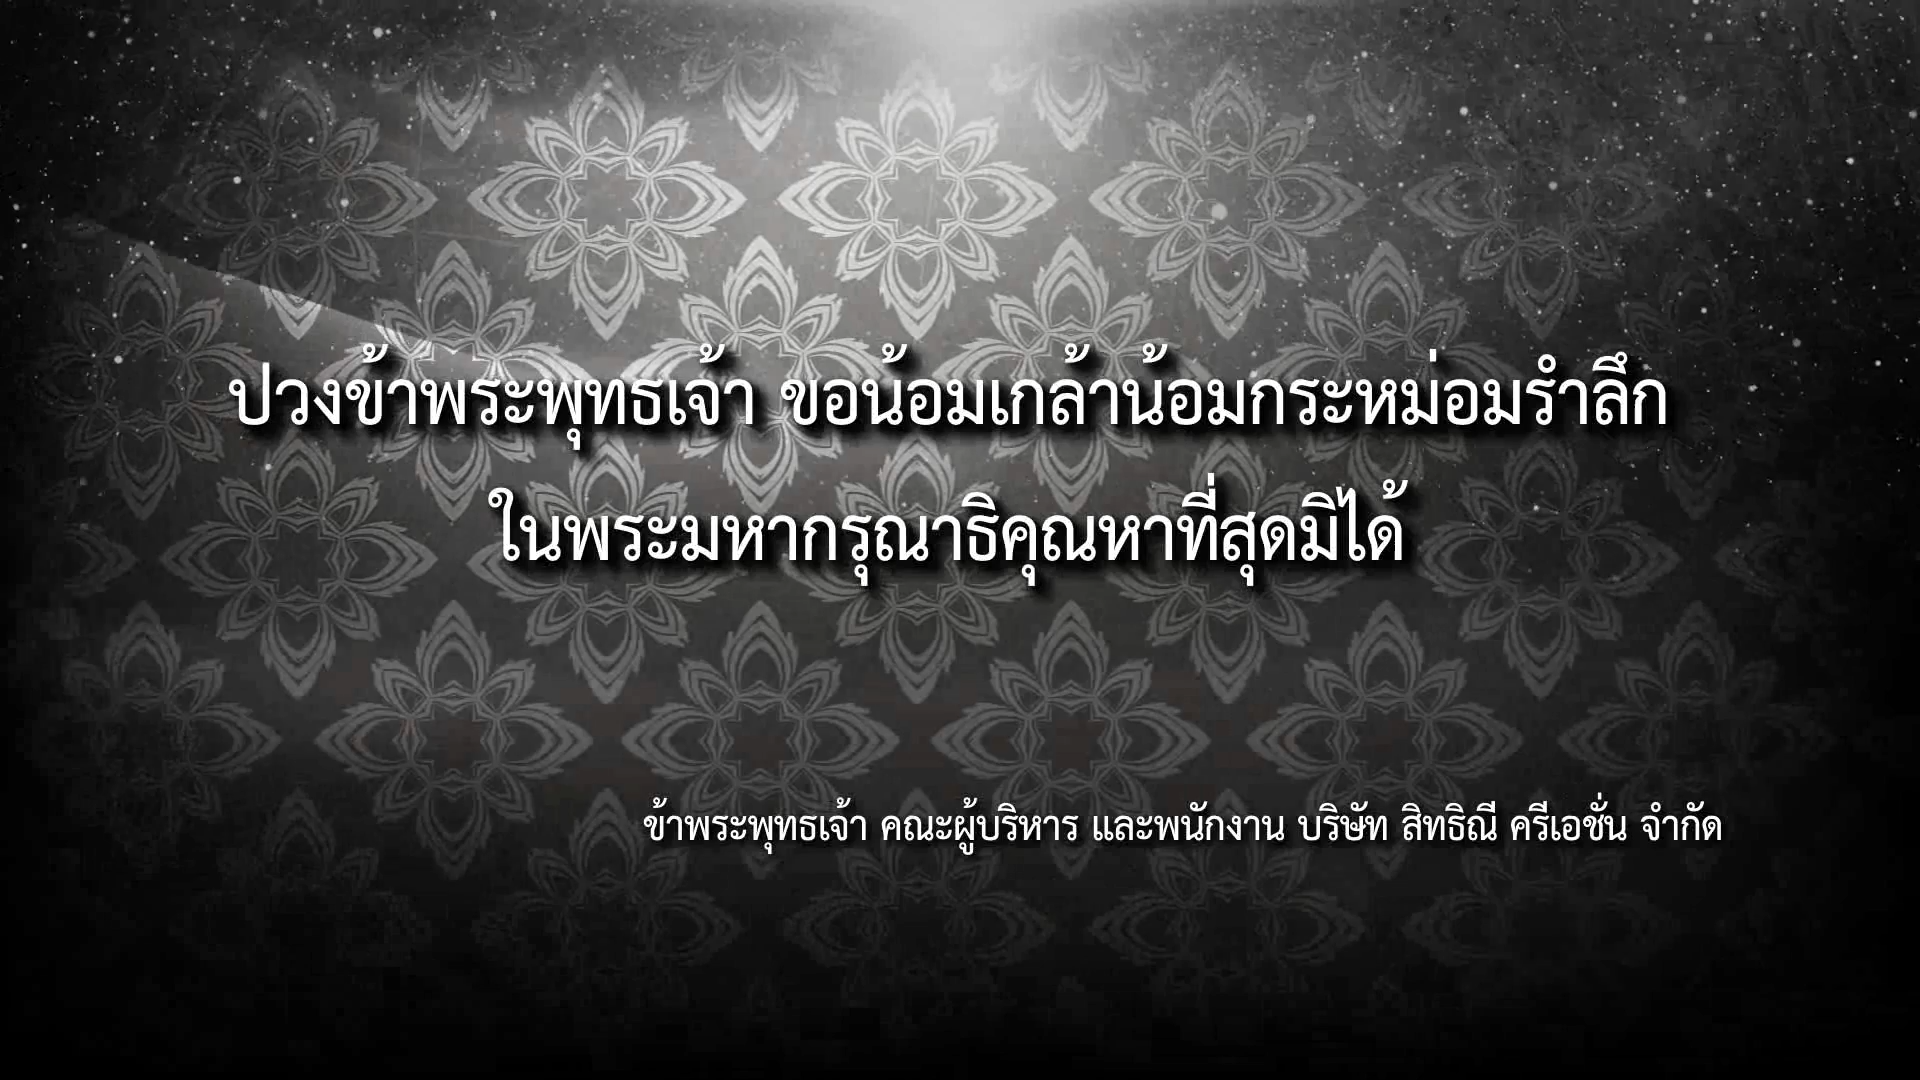 ปวงข้าพระพุทธเจ้า ขอน้อมเกล้าน้อมกระหม่อมรำลึก
ในพระมหากรุณาธิคุณหาที่สุดมิได้
ข้าพระพุทธเจ้า คณะผู้บริหาร และพนักงาน บริษัท สิทธิณี ครีเอชั่น จำกัด